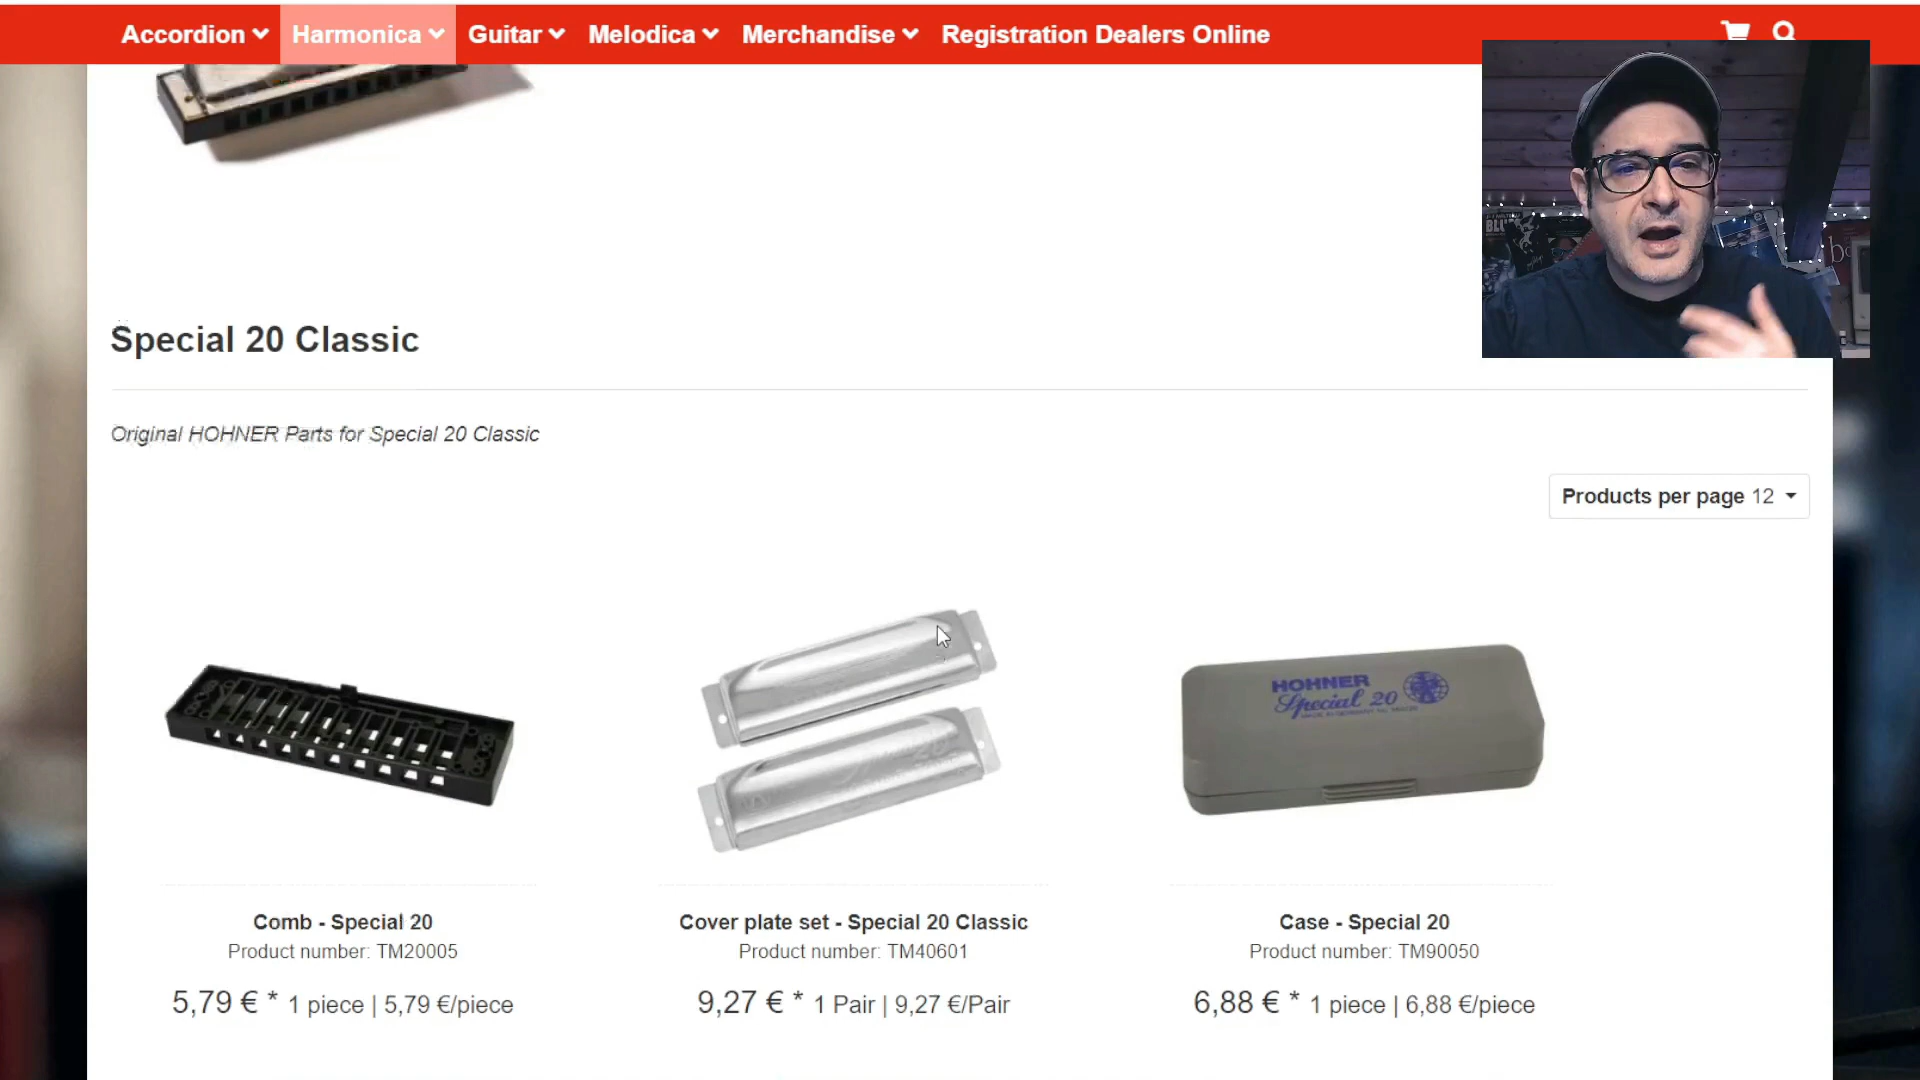 Accordion Harmonica Guitar Melodica Merchandise Registration Dealers Online
Special 20 Classic
Original HOHNER Parts for Special 20 Classic
Products per page 12
HOHNER
Special 20
Comb - Special 20
Product number: TM20005
5,79 € * 1 piece | 5,79 €/piece
Cover plate set - Special 20 Classic
Product number: TM40601
9,27 € * 1 Pair | 9,27 €/Pair
Case - Special 20
Product number: TM90050
6,88 € * 1 piece | 6,88 €/piece